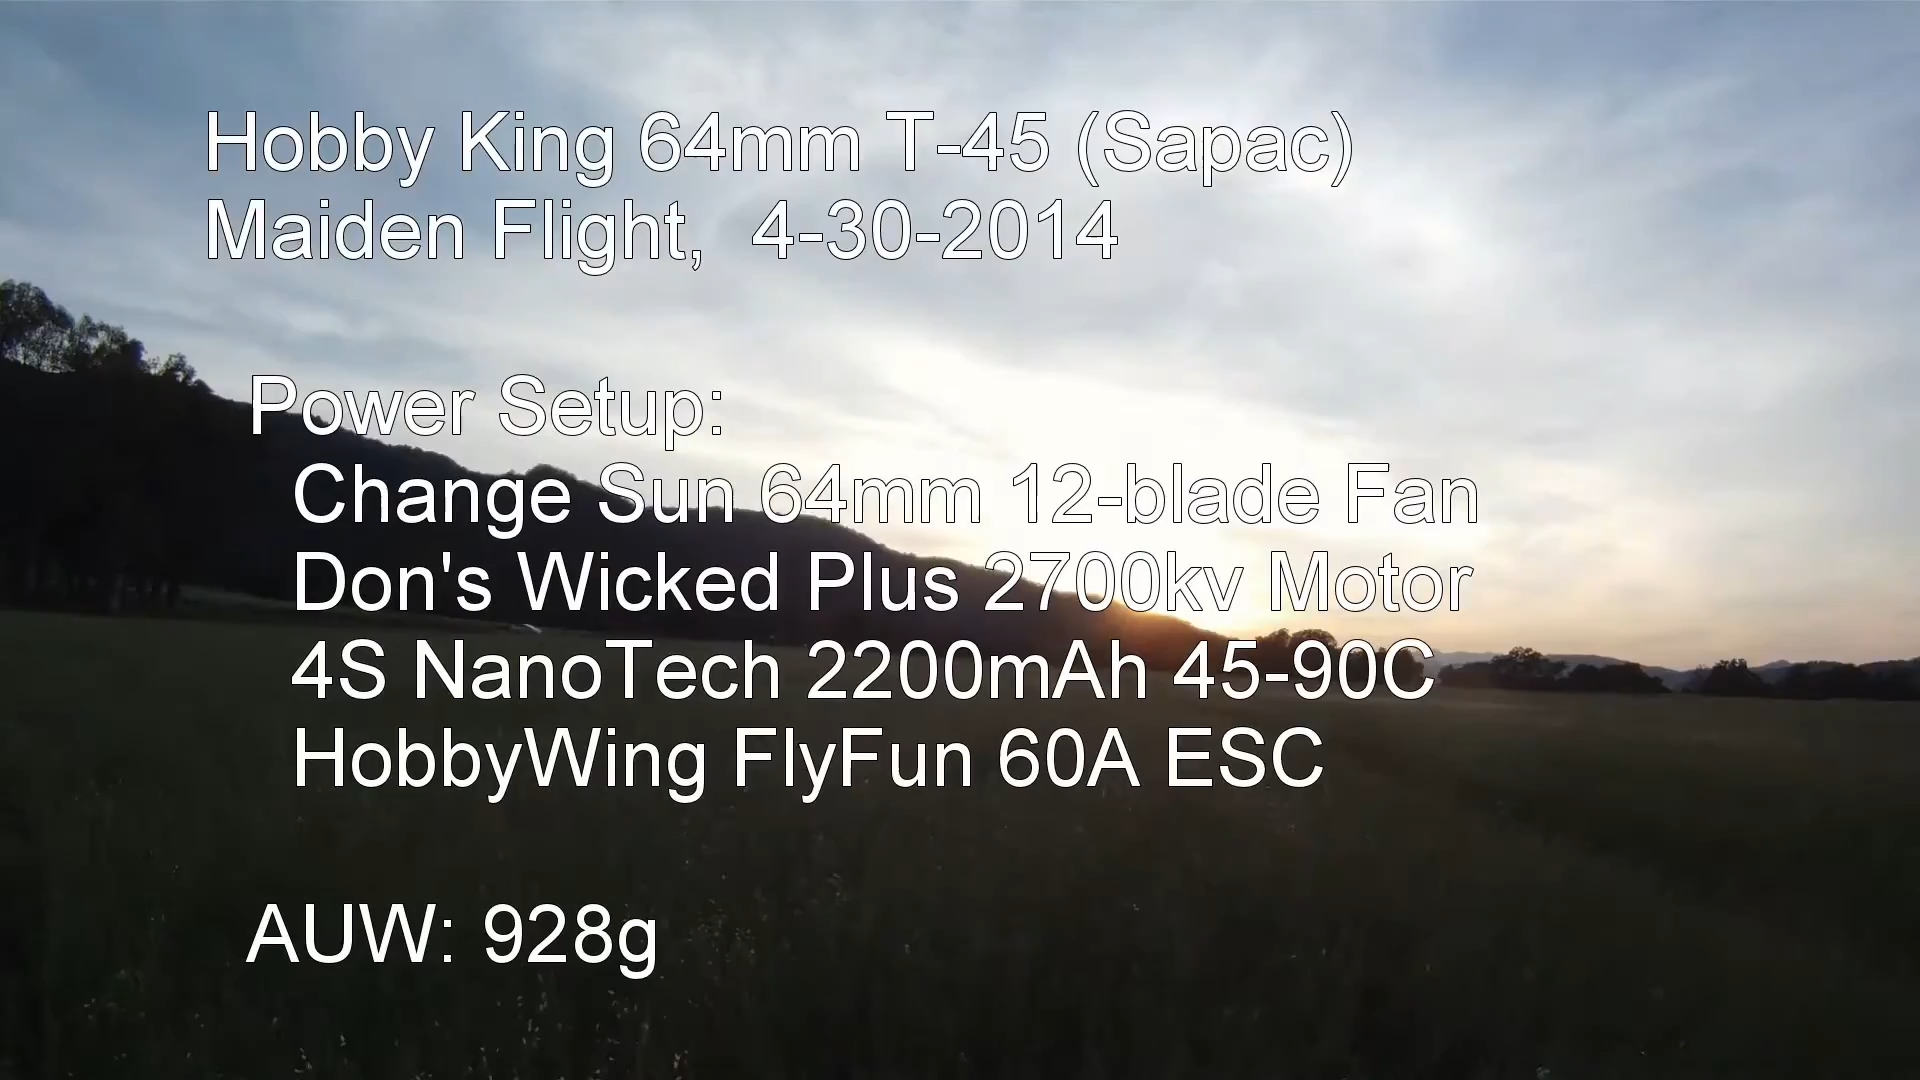 Hobby King 64mm T-45 (Sapac)
Maiden Flight,  4-30-2014
Power Setup:
Change Sun 64mm 12-blade Fan
Don's Wicked Plus 2700kv Motor
4S NanoTech 2200mAh 45-90C
HobbyWing FlyFun 60A ESC
AUW: 928g